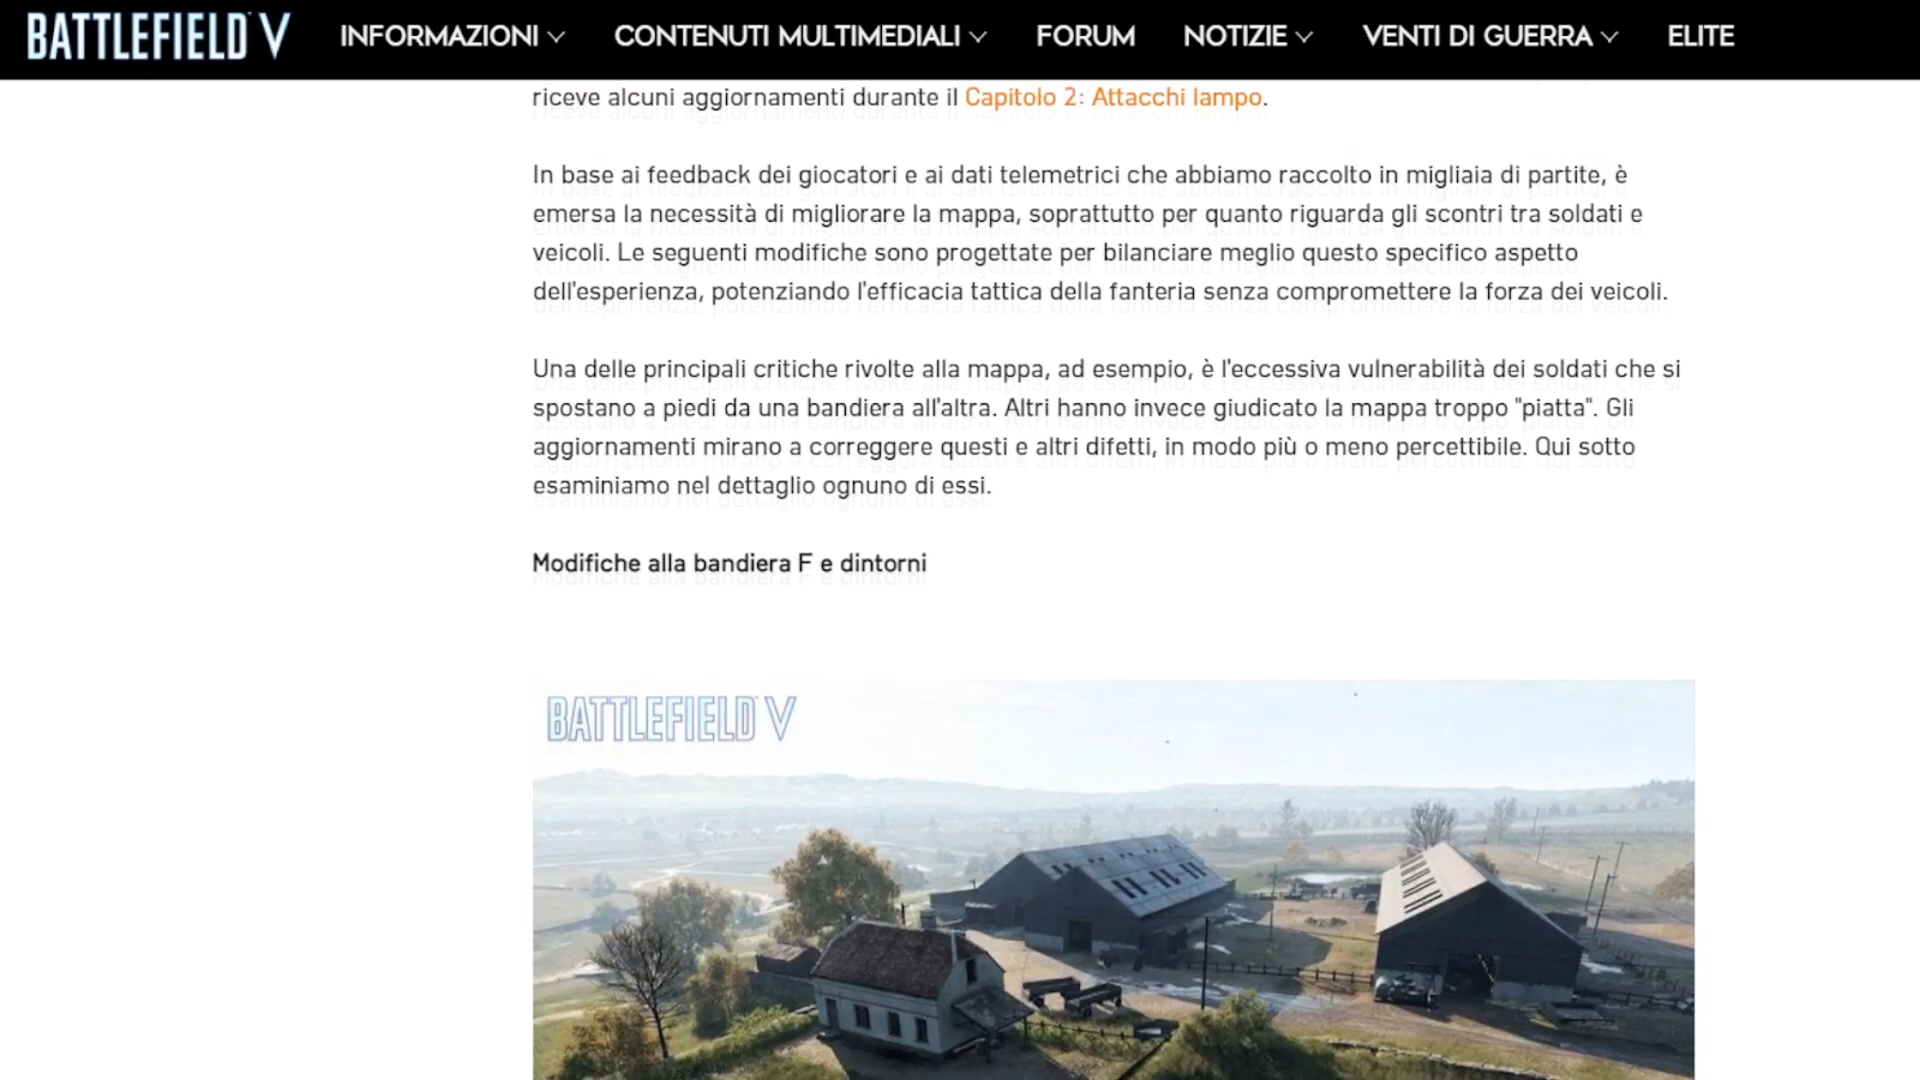 BATTLEFIELD V INFORMAZIONI CONTENUTI MULTIMEDIALI FORUM NOTIZIE VENTI DI GUERRA ELITE
riceve alcuni aggiornamenti durante il Capitolo 2: Attacchi lampo.
In base ai feedback dei giocatori e ai dati telemetrici che abbiamo raccolto in migliaia di partite, è
emersa la necessità di migliorare la mappa, soprattutto per quanto riguarda gli scontri tra soldati e
veicoli. Le seguenti modifiche sono progettate per bilanciare meglio questo specifico aspetto
dell'esperienza, potenziando l'efficacia tattica della fanteria senza compromettere la forza dei veicoli.
Una delle principali critiche rivolte alla mappa, ad esempio, è l'eccessiva vulnerabilità dei soldati che si
spostano a piedi da una bandiera all'altra. Altri hanno invece giudicato la mappa troppo "piatta". Gli
aggiornamenti mirano a correggere questi e altri difetti, in modo più o meno percettibile. Qui sotto
esaminiamo nel dettaglio ognuno di essi.
Modifiche alla bandiera F e dintorni
BATTLEFIELD V